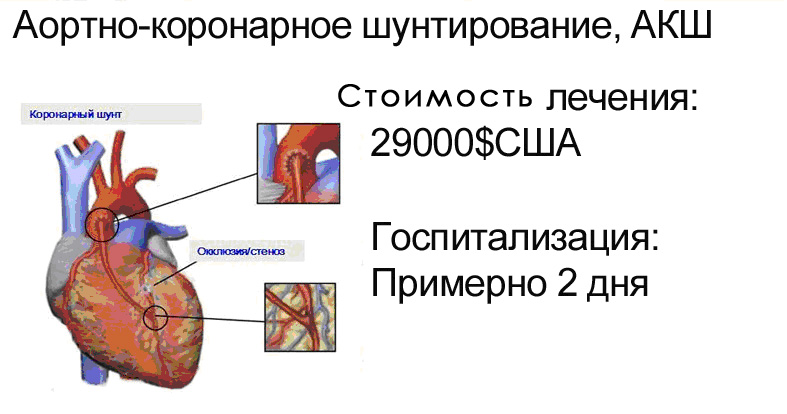 Аортно-коронарное шунтирование, АКШ
Стоимость лечения:
29000$США
Коронарный шунт
Госпитализация:
Окклюзия/стеноз
Примерно 2 дня